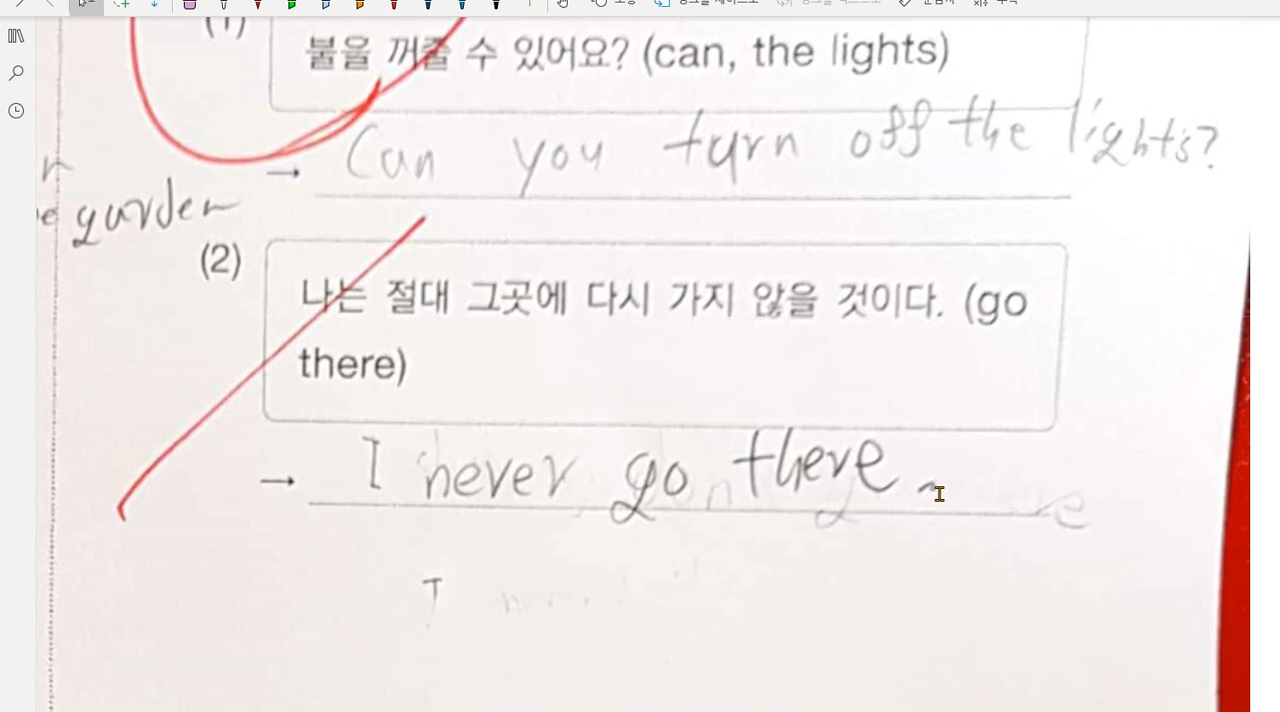 (1)
불을 꺼줄 수 있어요? (can, the lights)
→ Can you turn off the lights?
garden
(2)
나는 절대 그곳에 다시 가지 않을 것이다. (go
there)
→ I never go there.
I